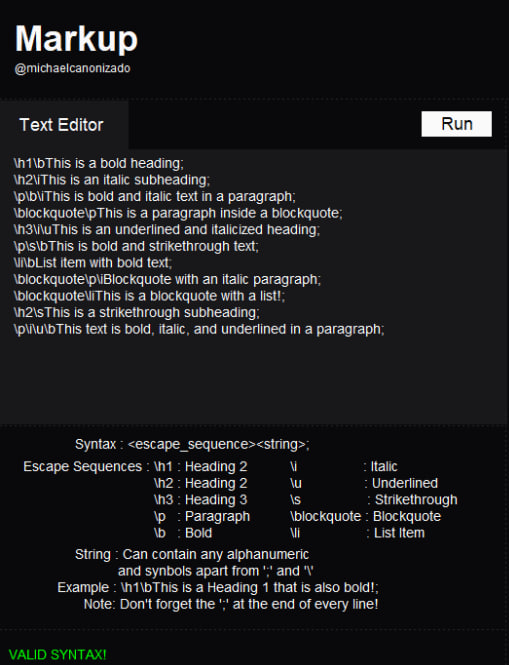 Markup
@michaelcanonizado
Text Editor
Run
\h1\bThis is a bold heading;
\h2\iThis is an italic subheading;
\p\b\iThis is bold and italic text in a paragraph;
\blockquote\pThis is a paragraph inside a blockquote;
\h3\i\uThis is an underlined and italicized heading;
\p\s\bThis is bold and strikethrough text;
\li\bList item with bold text;
\blockquote\p\iBlockquote with an italic paragraph;
\blockquote\liThis is a blockquote with a list!;
\h2\sThis is a strikethrough subheading;
\p\i\u\bThis text is bold, italic, and underlined in a paragraph;
Syntax : <escape_sequence><string>;
Escape Sequences : \h1 : Heading 2 \i : Italic
\h2 : Heading 2 \u : Underlined
\h3 : Heading 3 \s : Strikethrough
\p : Paragraph \blockquote : Blockquote
\b : Bold \li : List Item
String : Can contain any alphanumeric
and synbols apart from ';' and '\'
Example : \h1\bThis is a Heading 1 that is also bold!;
Note: Don't forget the ';' at the end of every line!
VALID SYNTAX!